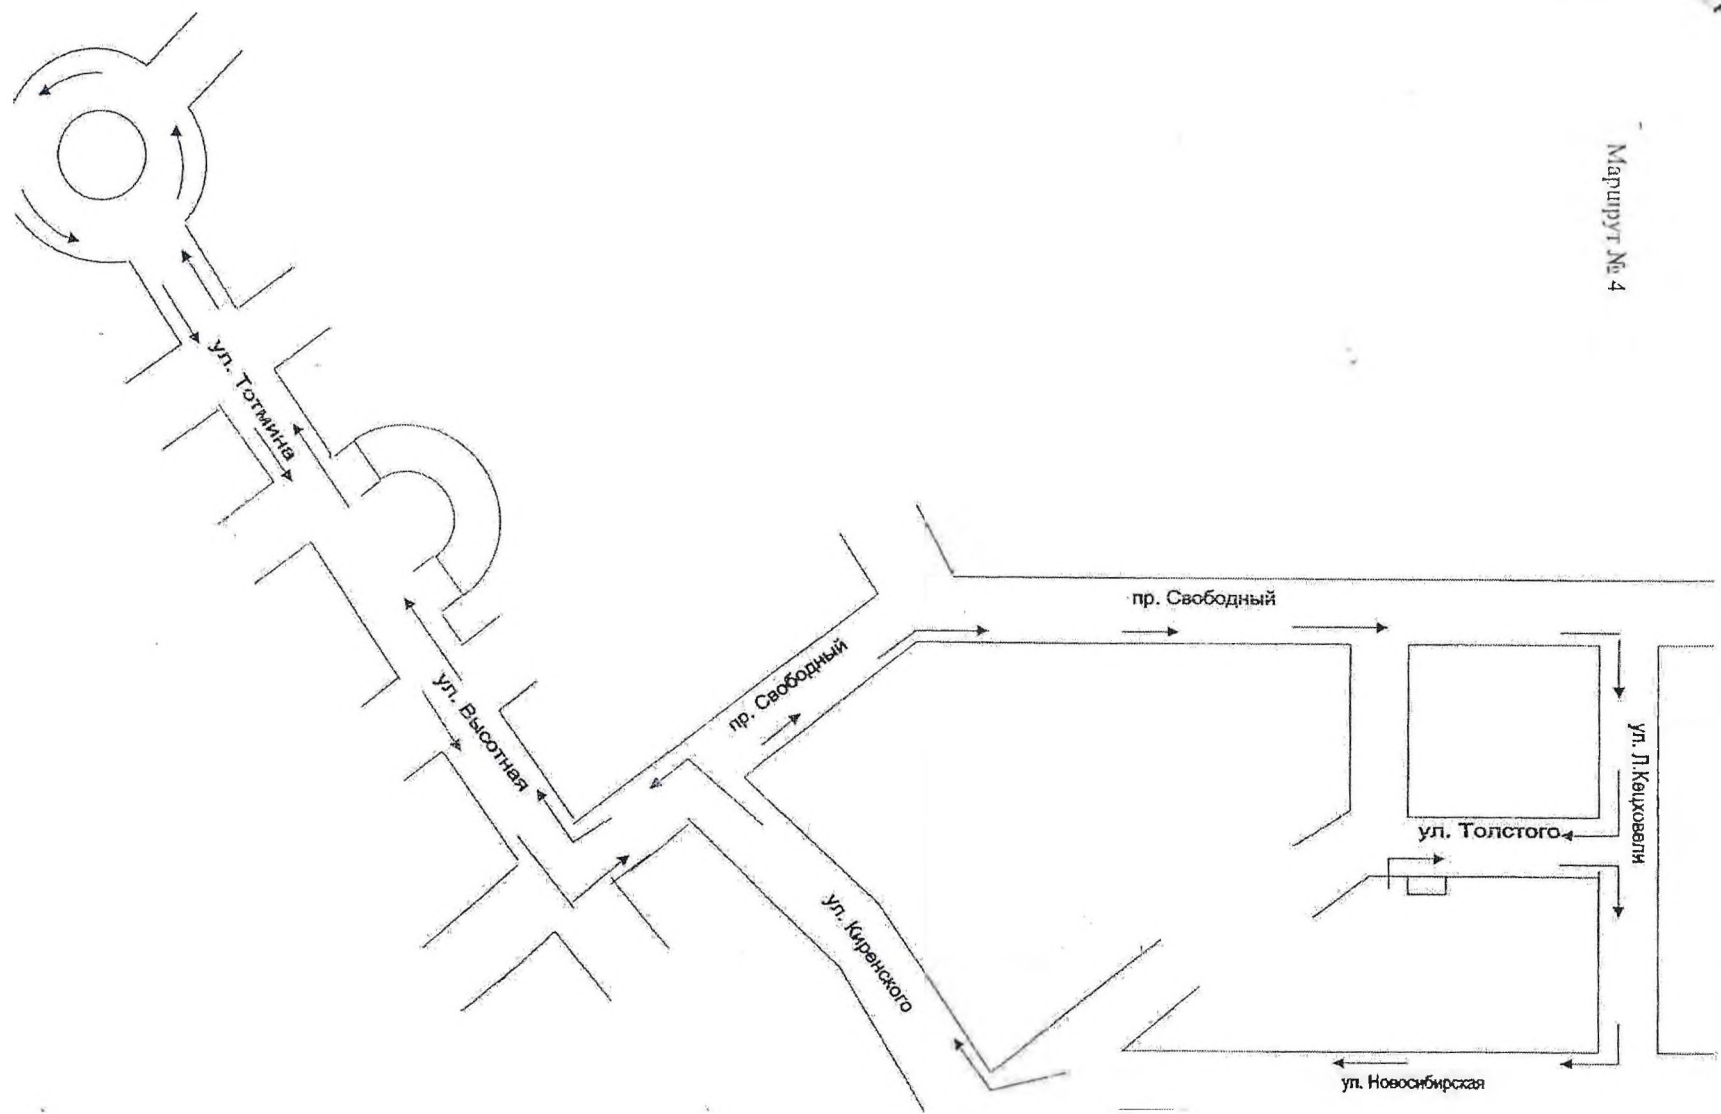 Маршрут № 4
ул. Тотмина
ул. Высотная
пр. Свободный
пр. Свободный
ул. Л.Кецховели
ул. Толстого
ул. Киренского
ул. Новосибирская